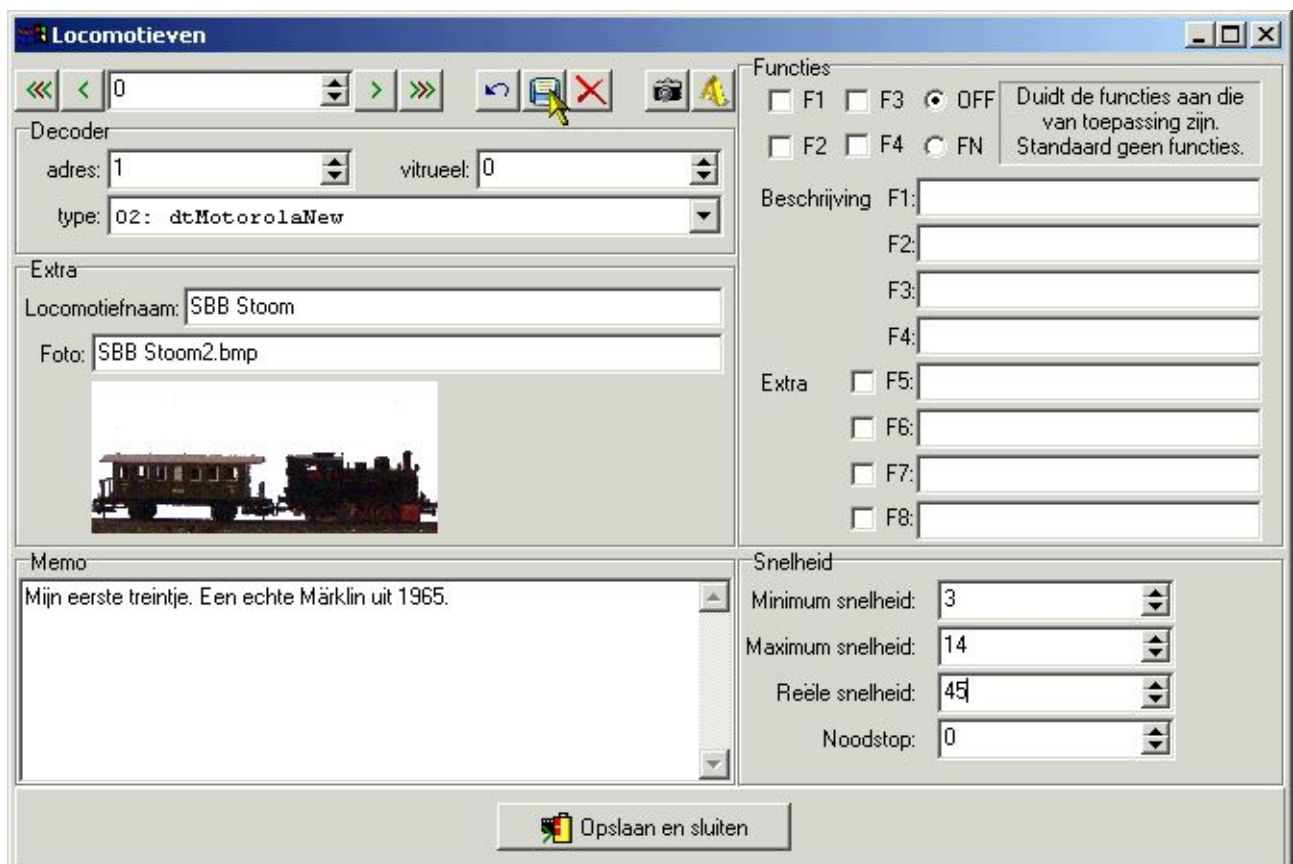 Locomotieven
0
Decoder
adres: 1 vitrueel: 0
type: 02: dtMotorolaNew
Extra
Locomotiefnaam: SBB Stoom
Foto: SBB Stoom2.bmp
Memo
Mijn eerste treintje. Een echte Märklin uit 1965.
Functies
F1 F3 OFF
F2 F4 FN
Duidt de functies aan die
van toepassing zijn.
Standaard geen functies.
Beschrijving F1:
F2:
F3:
F4:
Extra F5:
F6:
F7:
F8:
Snelheid
Minimum snelheid: 3
Maximum snelheid: 14
Reële snelheid: 45
Noodstop: 0
Opslaan en sluiten